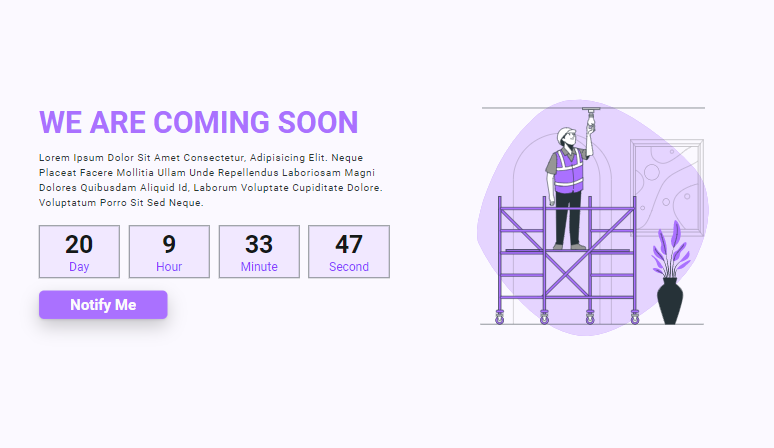 WE ARE COMING SOON
Lorem Ipsum Dolor Sit Amet Consectetur, Adipisicing Elit. Neque
Placeat Facere Mollitia Ullam Unde Repellendus Laboriosam Magni
Dolores Quibusdam Aliquid Id, Laborum Voluptate Cupiditate Dolore.
Voluptatum Porro Sit Sed Neque.
20 9 33 47
Day Hour Minute Second
Notify Me